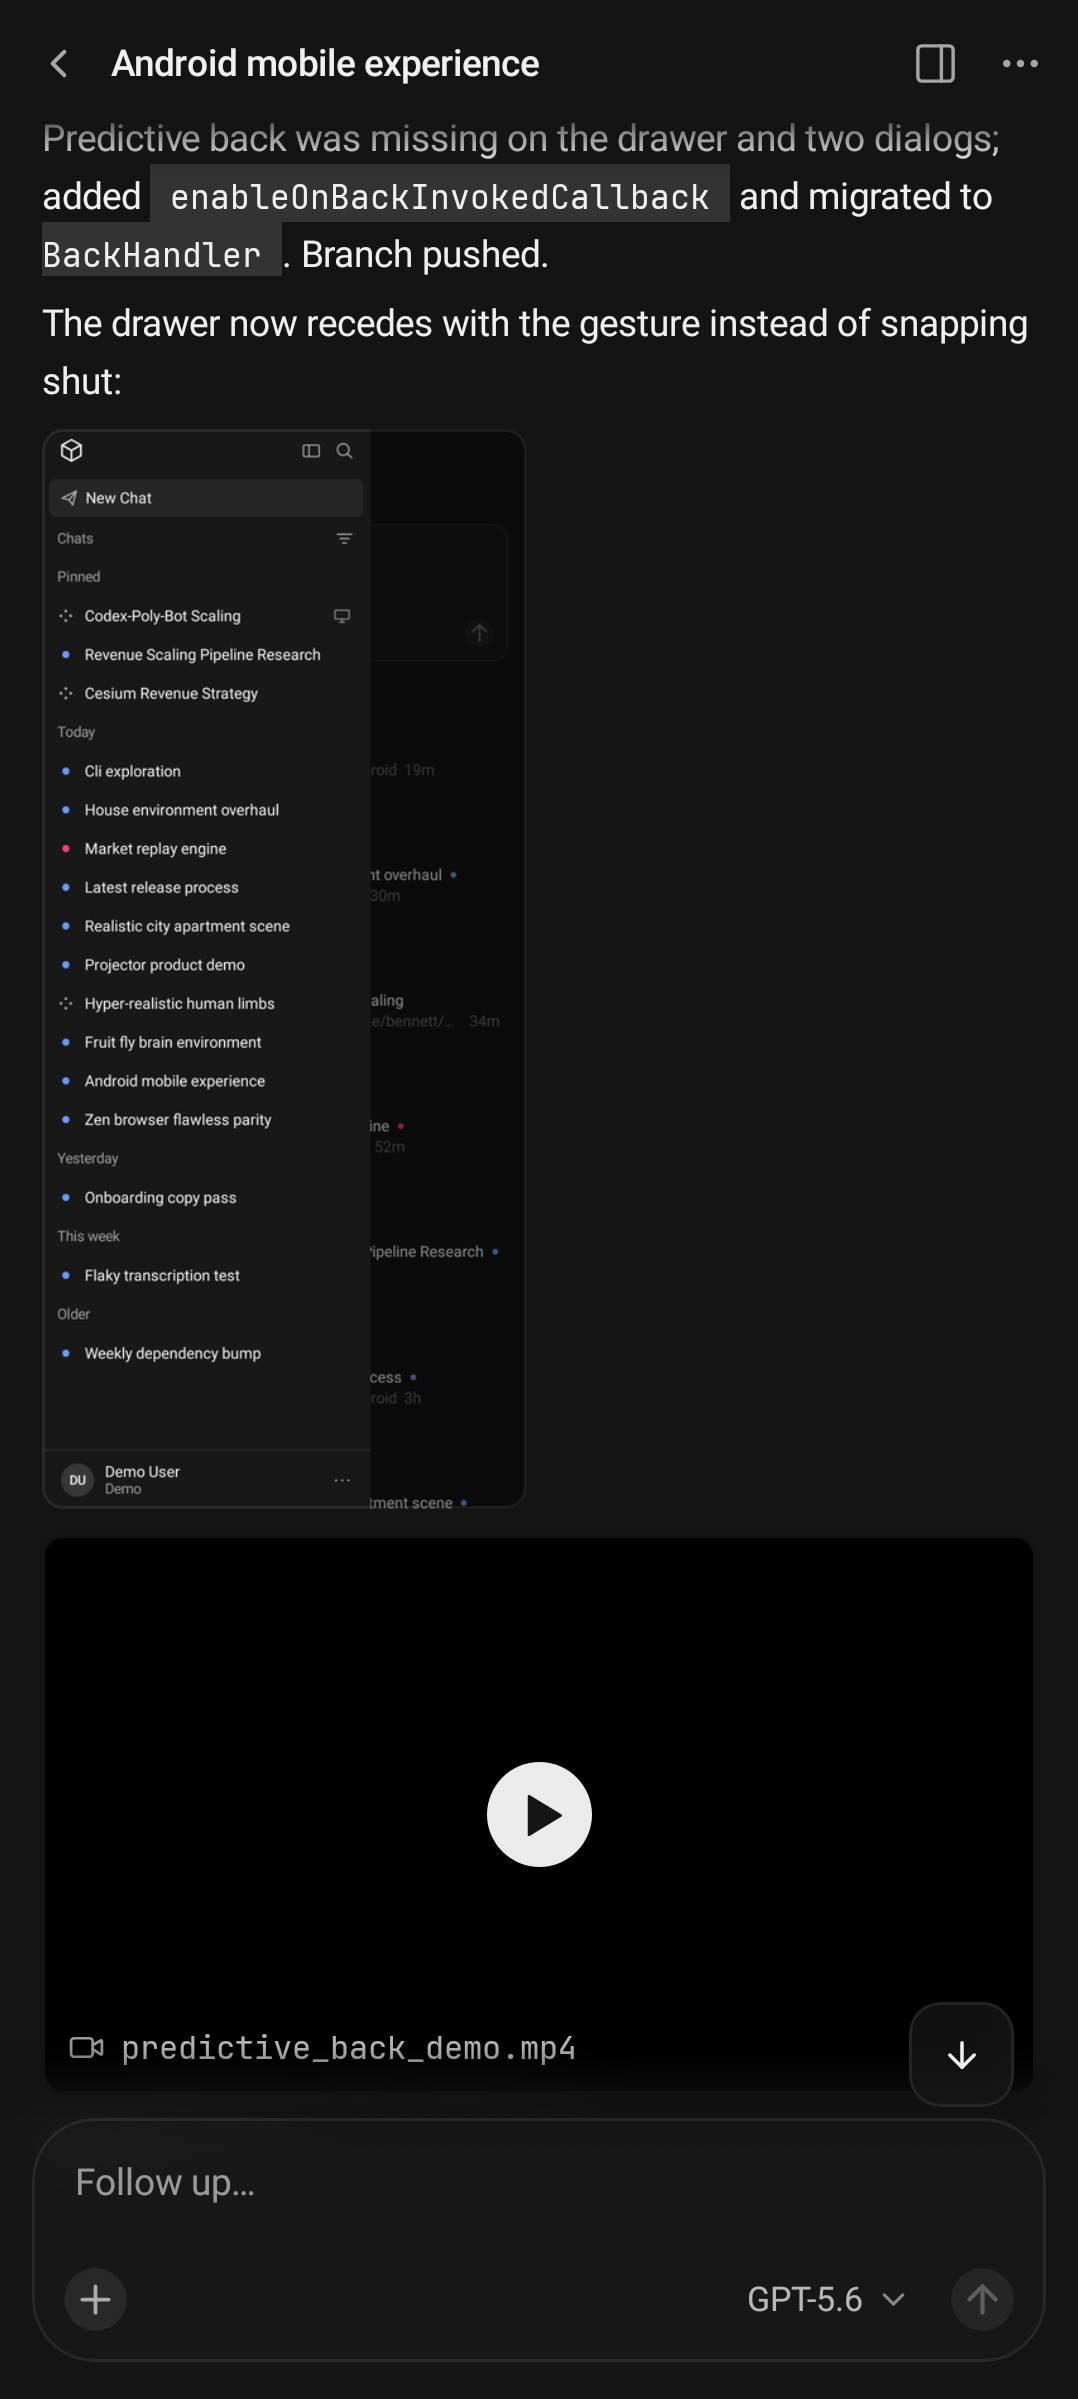 Android mobile experience
Predictive back was missing on the drawer and two dialogs;
added enableOnBackInvokedCallback and migrated to
BackHandler . Branch pushed.
The drawer now recedes with the gesture instead of snapping
shut:
New Chat
Chats
Pinned
Codex-Poly-Bot Scaling
Revenue Scaling Pipeline Research
Cesium Revenue Strategy
Today
Cli exploration
roid 19m
House environment overhaul
Market replay engine
nt overhaul
Latest release process
30m
Realistic city apartment scene
Projector product demo
Hyper-realistic human limbs
aling
e/bennett/... 34m
Fruit fly brain environment
Android mobile experience
Zen browser flawless parity
ine
52m
Yesterday
Onboarding copy pass
This week
Pipeline Research
Flaky transcription test
Older
Weekly dependency bump
cess
roid 3h
Demo User
DU
Demo
tment scene
predictive_back_demo.mp4
Follow up...
GPT-5.6